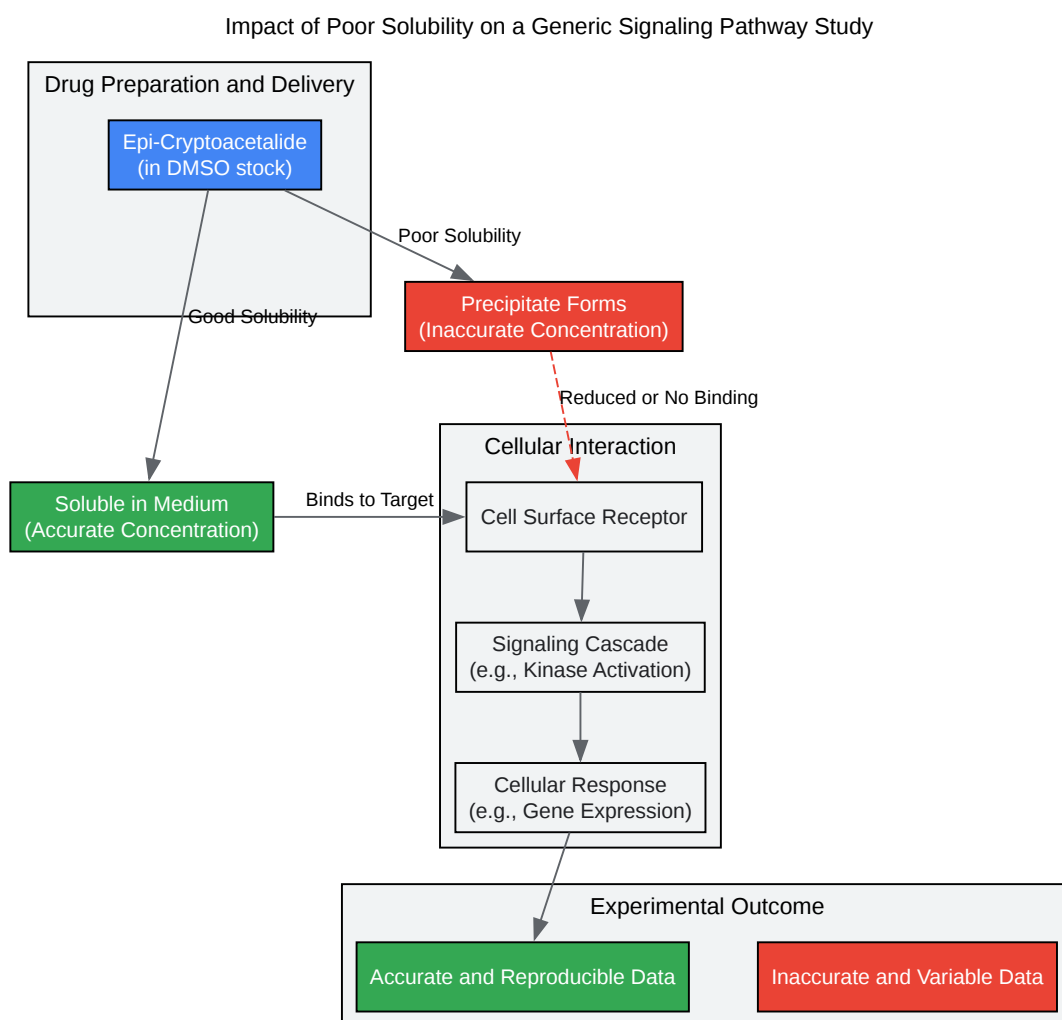 Impact of Poor Solubility on a Generic Signaling Pathway Study
Drug Preparation and Delivery
Epi-Cryptoacetalide
(in DMSO stock)
Poor Solubility
Good Solubility
Precipitate Forms
(Inaccurate Concentration)
Reduced or No Binding
Cellular Interaction
Soluble in Medium
(Accurate Concentration)
Binds to Target
Cell Surface Receptor
Signaling Cascade
(e.g., Kinase Activation)
Cellular Response
(e.g., Gene Expression)
Experimental Outcome
Accurate and Reproducible Data
Inaccurate and Variable Data